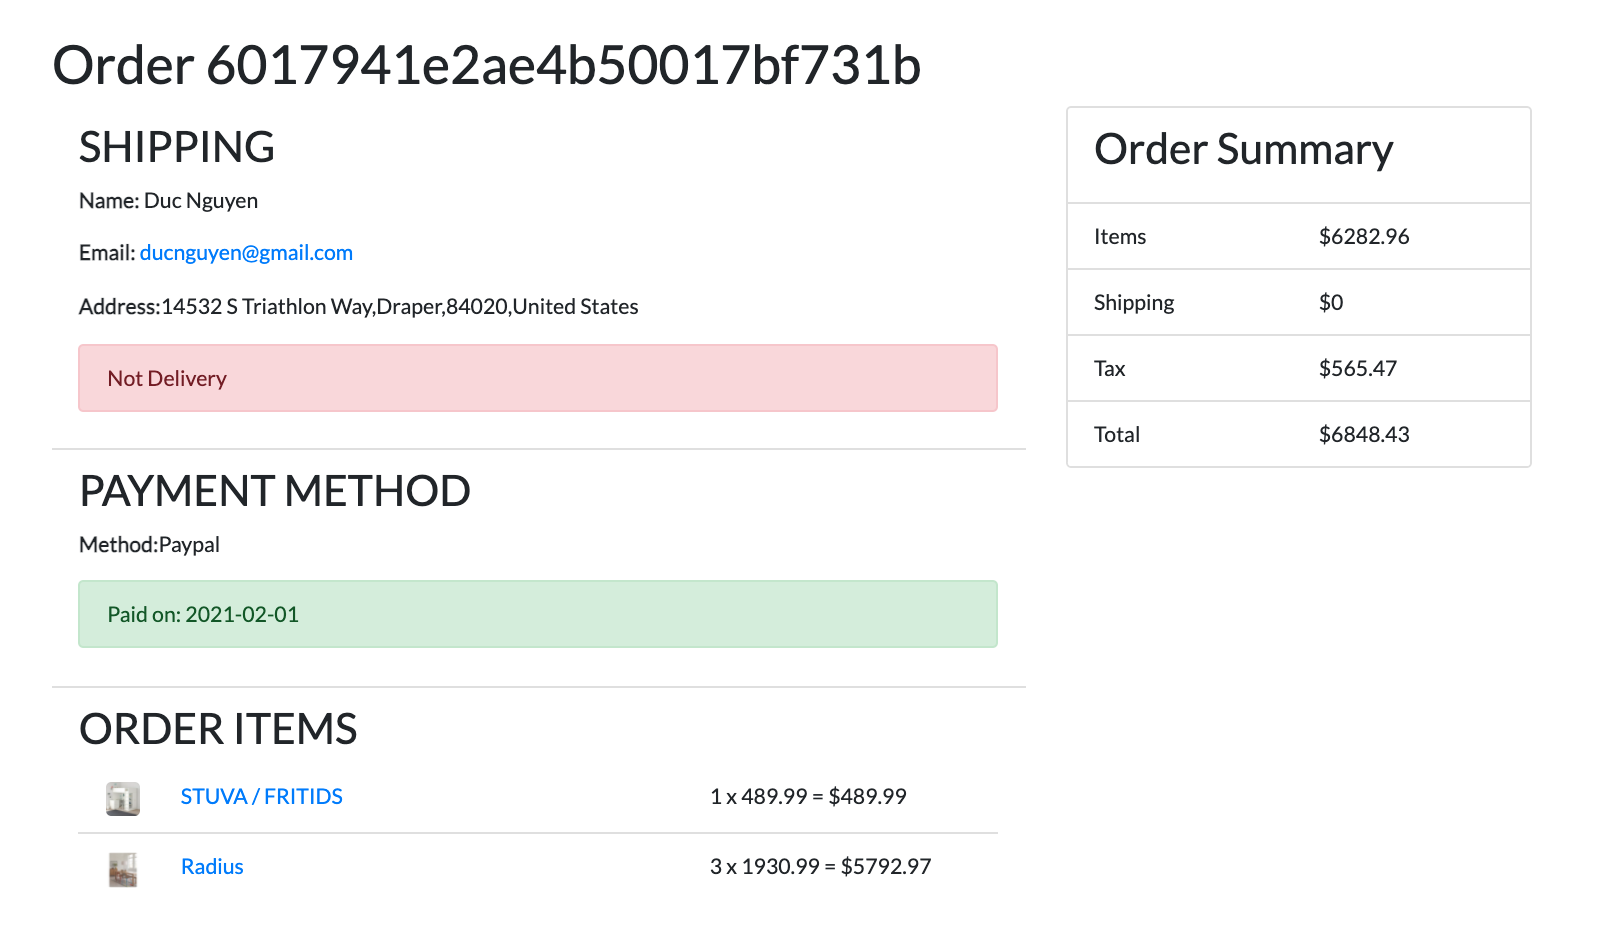 Order 6017941e2ae4b50017bf731b
SHIPPING
Name: Duc Nguyen
Email: ducnguyen@gmail.com
Address:14532 S Triathlon Way,Draper,84020,United States
Not Delivery
PAYMENT METHOD
Method:Paypal
Paid on: 2021-02-01
ORDER ITEMS
STUVA / FRITIDS 1 x 489.99 = $489.99
Radius 3 x 1930.99 = $5792.97
Order Summary
Items $6282.96
Shipping $0
Tax $565.47
Total $6848.43